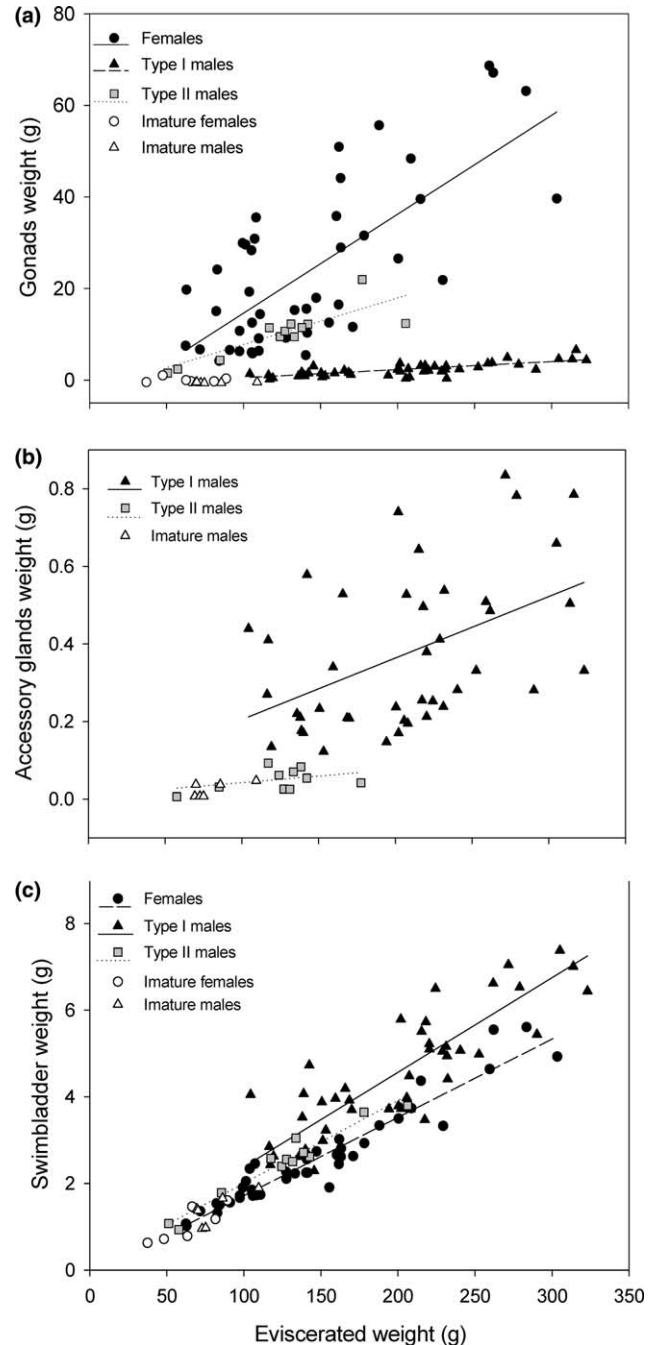 (a)
80
Females
Type I males
Type II males
Imature females
Imature males
60
40
20
0
Gonads weight (g)
(b)
Type I males
Type II males
Imature males
0.8
0.6
0.4
0.2
0.0
Accessory glands weight (g)
(c)
Females
Type I males
Type II males
Imature females
Imature males
8
6
4
2
0
Swimbladder weight (g)
0 50 100 150 200 250 300 350
Eviscerated weight (g)